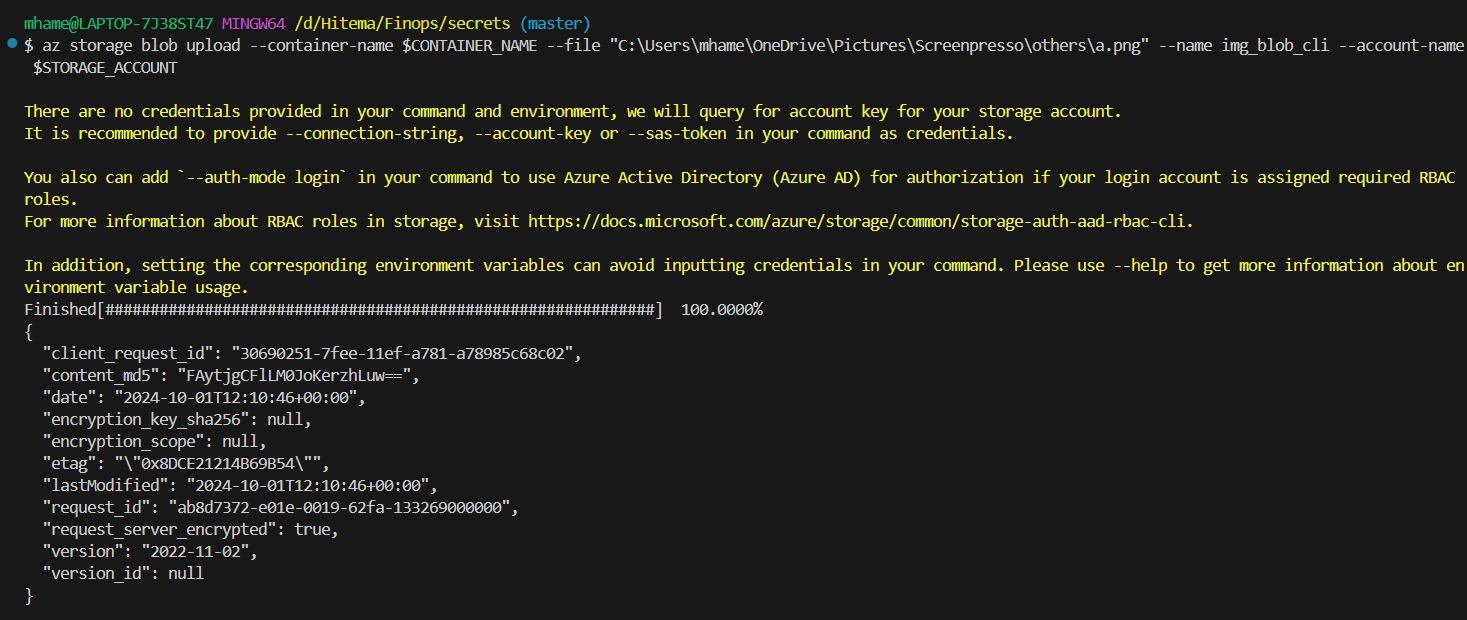 mhame@LAPTOP-7J38ST47 MINGW64 /d/Hitema/Finops/secrets (master)
$ az storage blob upload --container-name $CONTAINER_NAME --file "C:\Users\mhame\OneDrive\Pictures\Screenpresso\others\a.png" --name img_blob_cli --account-name
 $STORAGE_ACCOUNT

There are no credentials provided in your command and environment, we will query for account key for your storage account.
It is recommended to provide --connection-string, --account-key or --sas-token in your command as credentials.

You also can add `--auth-mode login` in your command to use Azure Active Directory (Azure AD) for authorization if your login account is assigned required RBAC
roles.
For more information about RBAC roles in storage, visit https://docs.microsoft.com/azure/storage/common/storage-auth-aad-rbac-cli.

In addition, setting the corresponding environment variables can avoid inputting credentials in your command. Please use --help to get more information about en
vironment variable usage.
Finished[#############################################################]  100.0000%
{
  "client_request_id": "30690251-7fee-11ef-a781-a78985c68c02",
  "content_md5": "FAytjgCFlLM0JoKerzhLuw==",
  "date": "2024-10-01T12:10:46+00:00",
  "encryption_key_sha256": null,
  "encryption_scope": null,
  "etag": "\"0x8DCE21214B69B54\"",
  "lastModified": "2024-10-01T12:10:46+00:00",
  "request_id": "ab8d7372-e01e-0019-62fa-133269000000",
  "request_server_encrypted": true,
  "version": "2022-11-02",
  "version_id": null
}